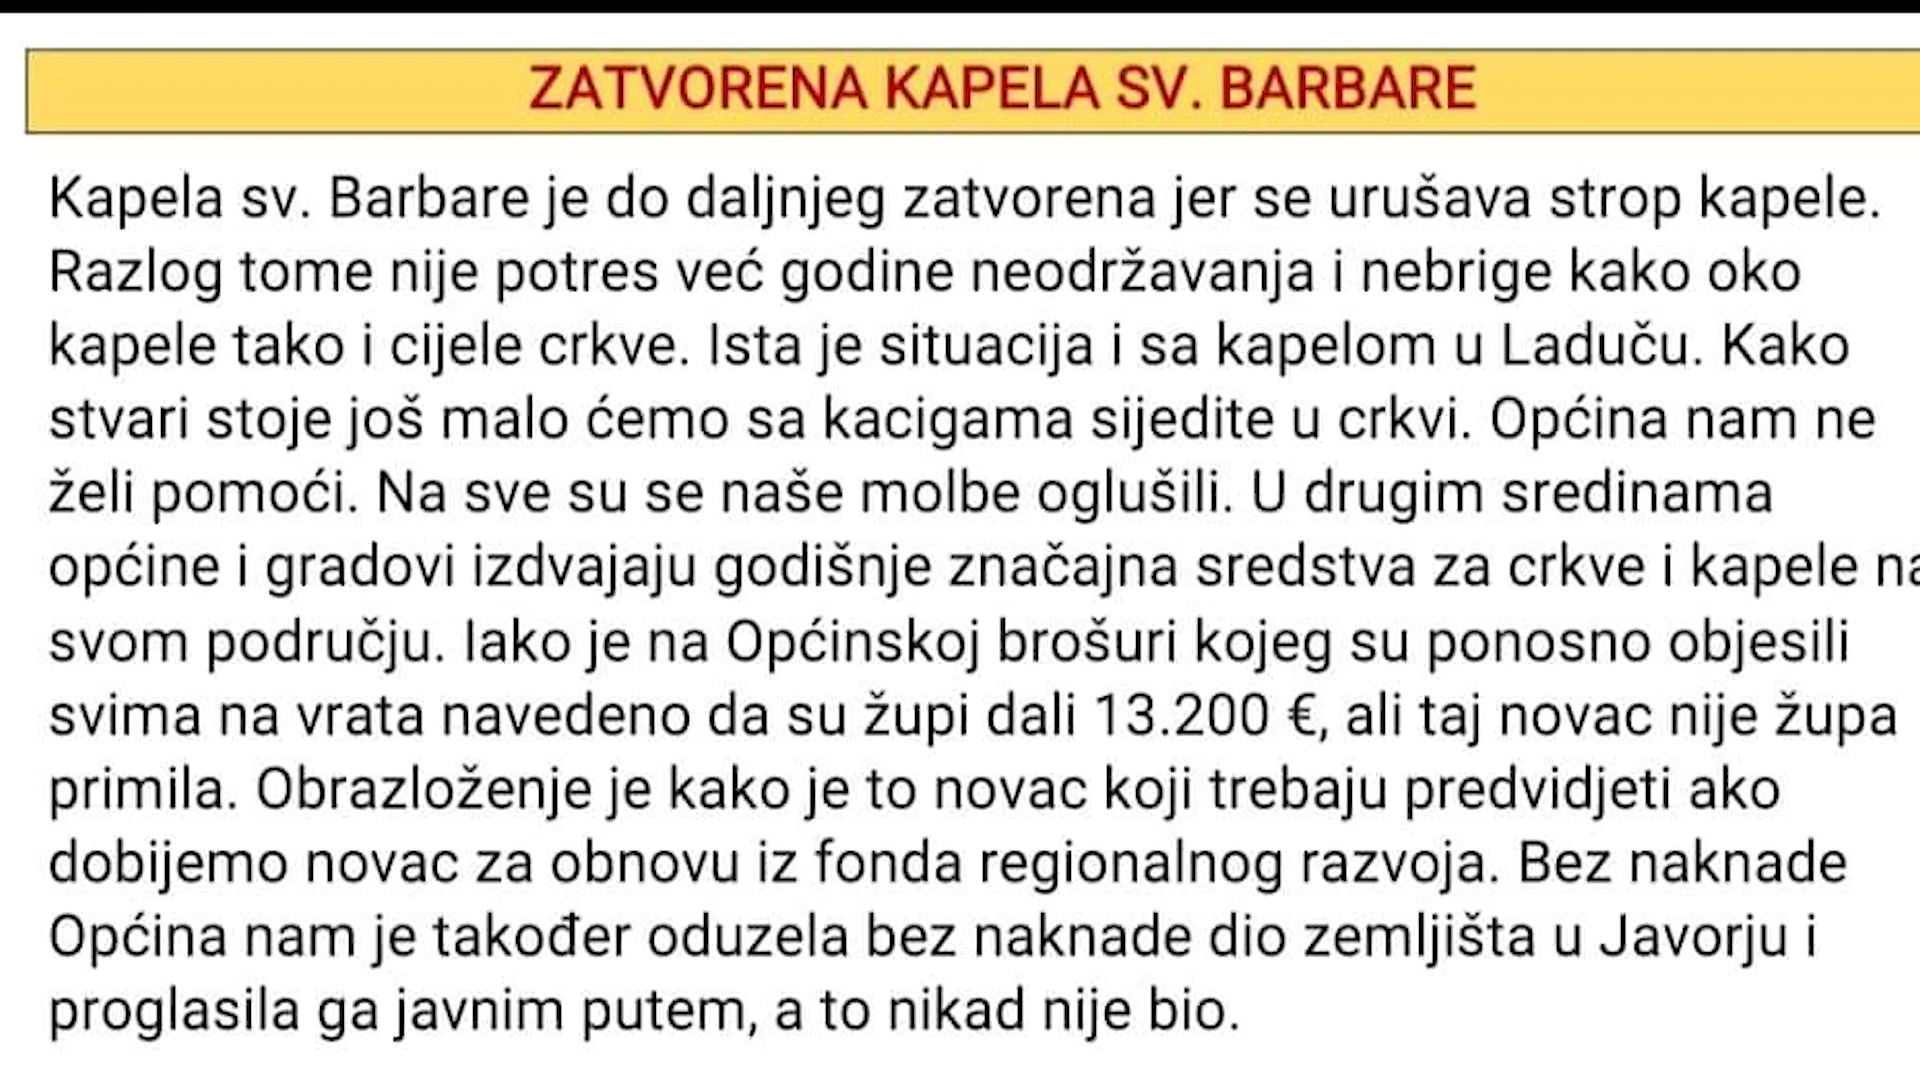 ZATVORENA KAPELA SV. BARBARE
Kapela sv. Barbare je do daljnjeg zatvorena jer se urušava strop kapele.
Razlog tome nije potres već godine neodržavanja i nebrige kako oko
kapele tako i cijele crkve. Ista je situacija i sa kapelom u Laduču. Kako
stvari stoje još malo ćemo sa kacigama sijedite u crkvi. Općina nam ne
želi pomoći. Na sve su se naše molbe oglušili. U drugim sredinama
općine i gradovi izdvajaju godišnje značajna sredstva za crkve i kapele na
svom području. Iako je na Općinskoj brošuri kojeg su ponosno objesili
svima na vrata navedeno da su župi dali 13.200 €, ali taj novac nije župa
primila. Obrazloženje je kako je to novac koji trebaju predvidjeti ako
dobijemo novac za obnovu iz fonda regionalnog razvoja. Bez naknade
Općina nam je također oduzela bez naknade dio zemljišta u Javorju i
proglasila ga javnim putem, a to nikad nije bio.